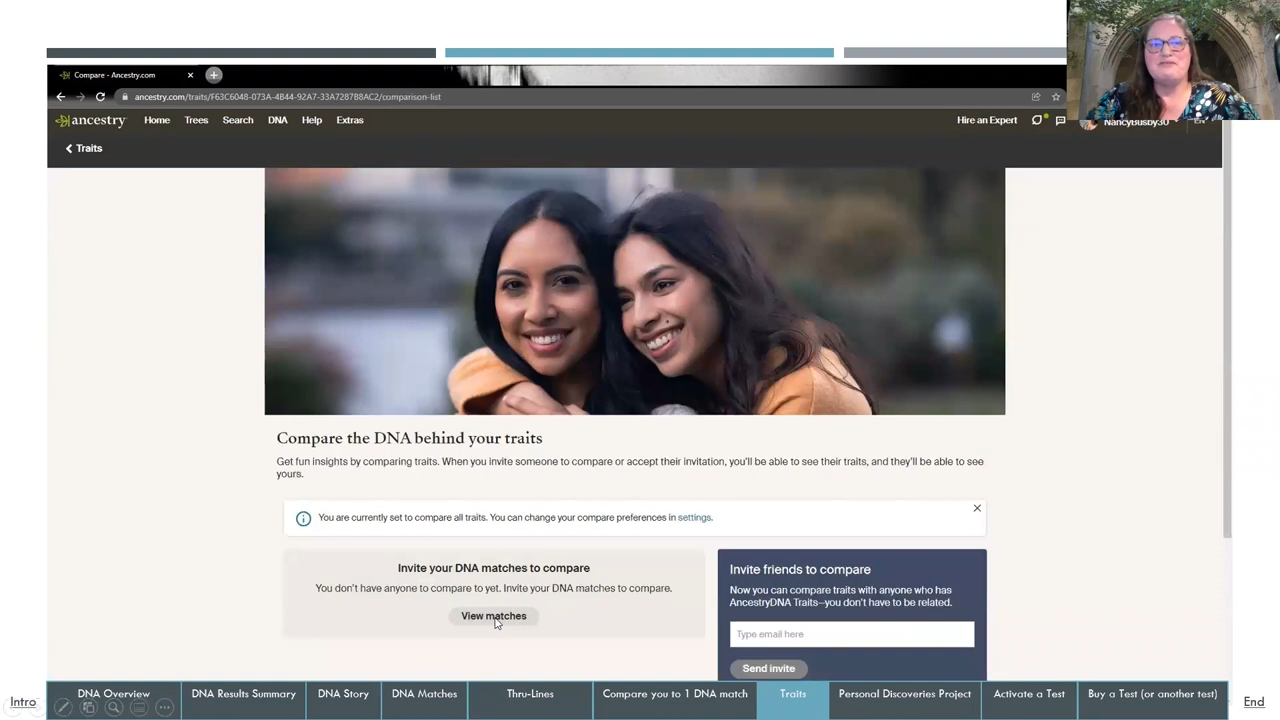 Compare - Ancestry.com
ancestry.com/traits/F63C6048-073A-4B44-92A7-33A7287B8AC2/comparison-list
ancestry Home Trees Search DNA Help Extras Hire an Expert NancyBusby30 EN
Traits
Compare the DNA behind your traits
Get fun insights by comparing traits. When you invite someone to compare or accept their invitation, you'll be able to see their traits, and they'll be able to see
yours.
You are currently set to compare all traits. You can change your compare preferences in settings.
Invite your DNA matches to compare
You don't have anyone to compare to yet. Invite your DNA matches to compare.
View matches
Invite friends to compare
Now you can compare traits with anyone who has
AncestryDNA Traits—you don't have to be related.
Type email here
Send invite
Intro DNA Overview DNA Results Summary DNA Story DNA Matches Thru-Lines Compare you to 1 DNA match Traits Personal Discoveries Project Activate a Test Buy a Test (or another test) End